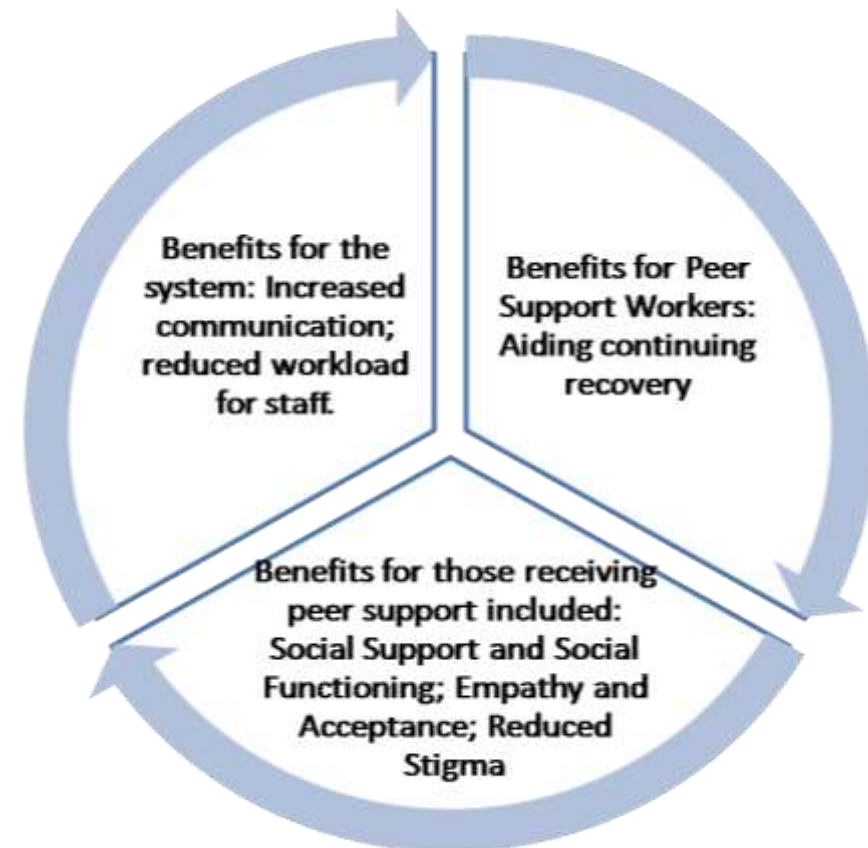 Benefits for the
system: Increased
communication;
reduced workload
for staff.
Benefits for Peer
Support Workers:
Aiding continuing
recovery
Benefits for those receiving
peer support included:
Social Support and Social
Functioning; Empathy and
Acceptance; Reduced
Stigma